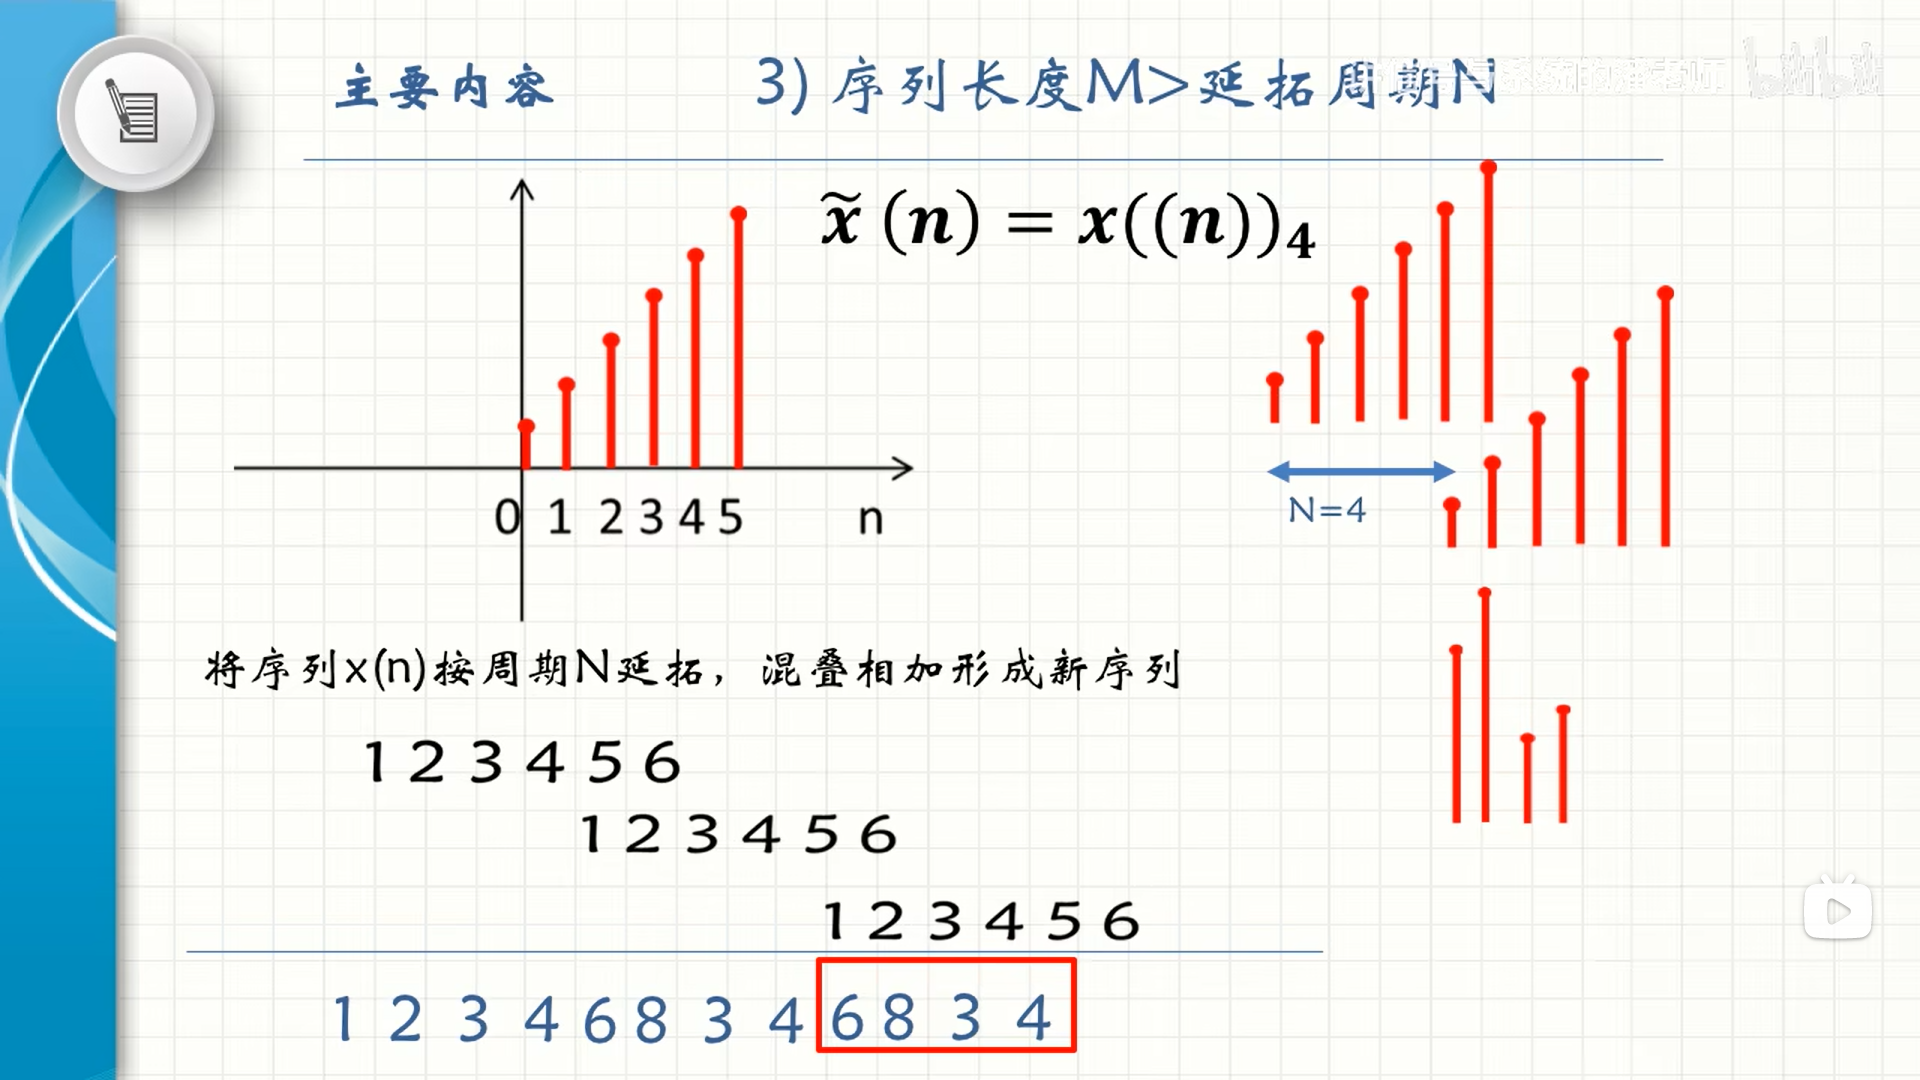 主要内容
3) 序列长度M>延拓周期N
bilibili
x̃(n) = x((n))₄
0 1 2 3 4 5 n
N=4
将序列x(n)按周期N延拓，混叠相加形成新序列
1 2 3 4 5 6
1 2 3 4 5 6
1 2 3 4 5 6
1 2 3 4 6 8 3 4 6 8 3 4